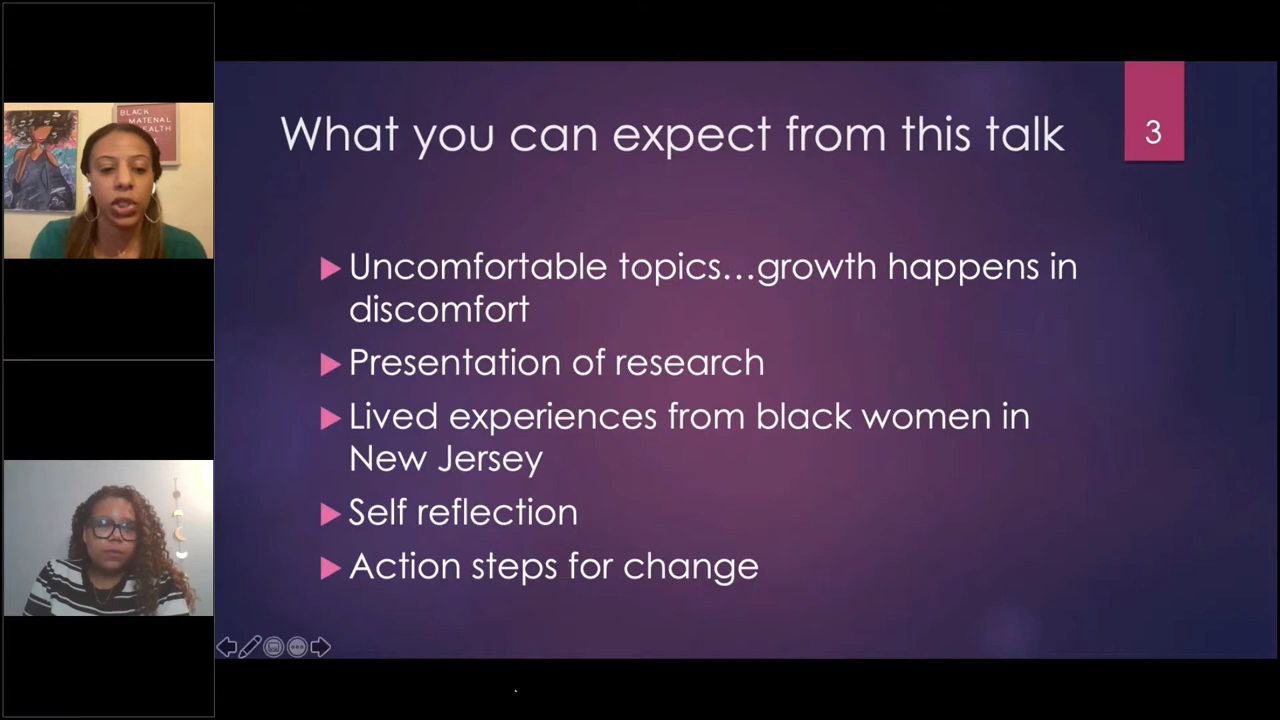 BLACK
MATENAL
What you can expect from this talk
3
Uncomfortable topics...growth happens in
discomfort
Presentation of research
Lived experiences from black women in
New Jersey
Self reflection
Action steps for change